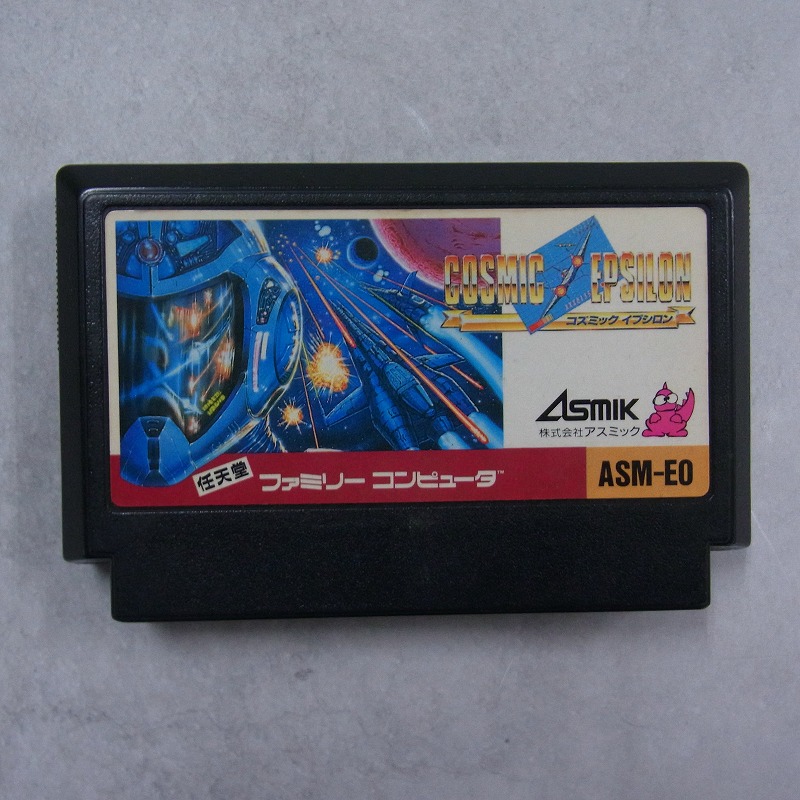 COSMIC EPSILON
コズミック イプシロン
ASMIK
株式会社アスミック
任天堂 ファミリー コンピュータ™
ASM-EO